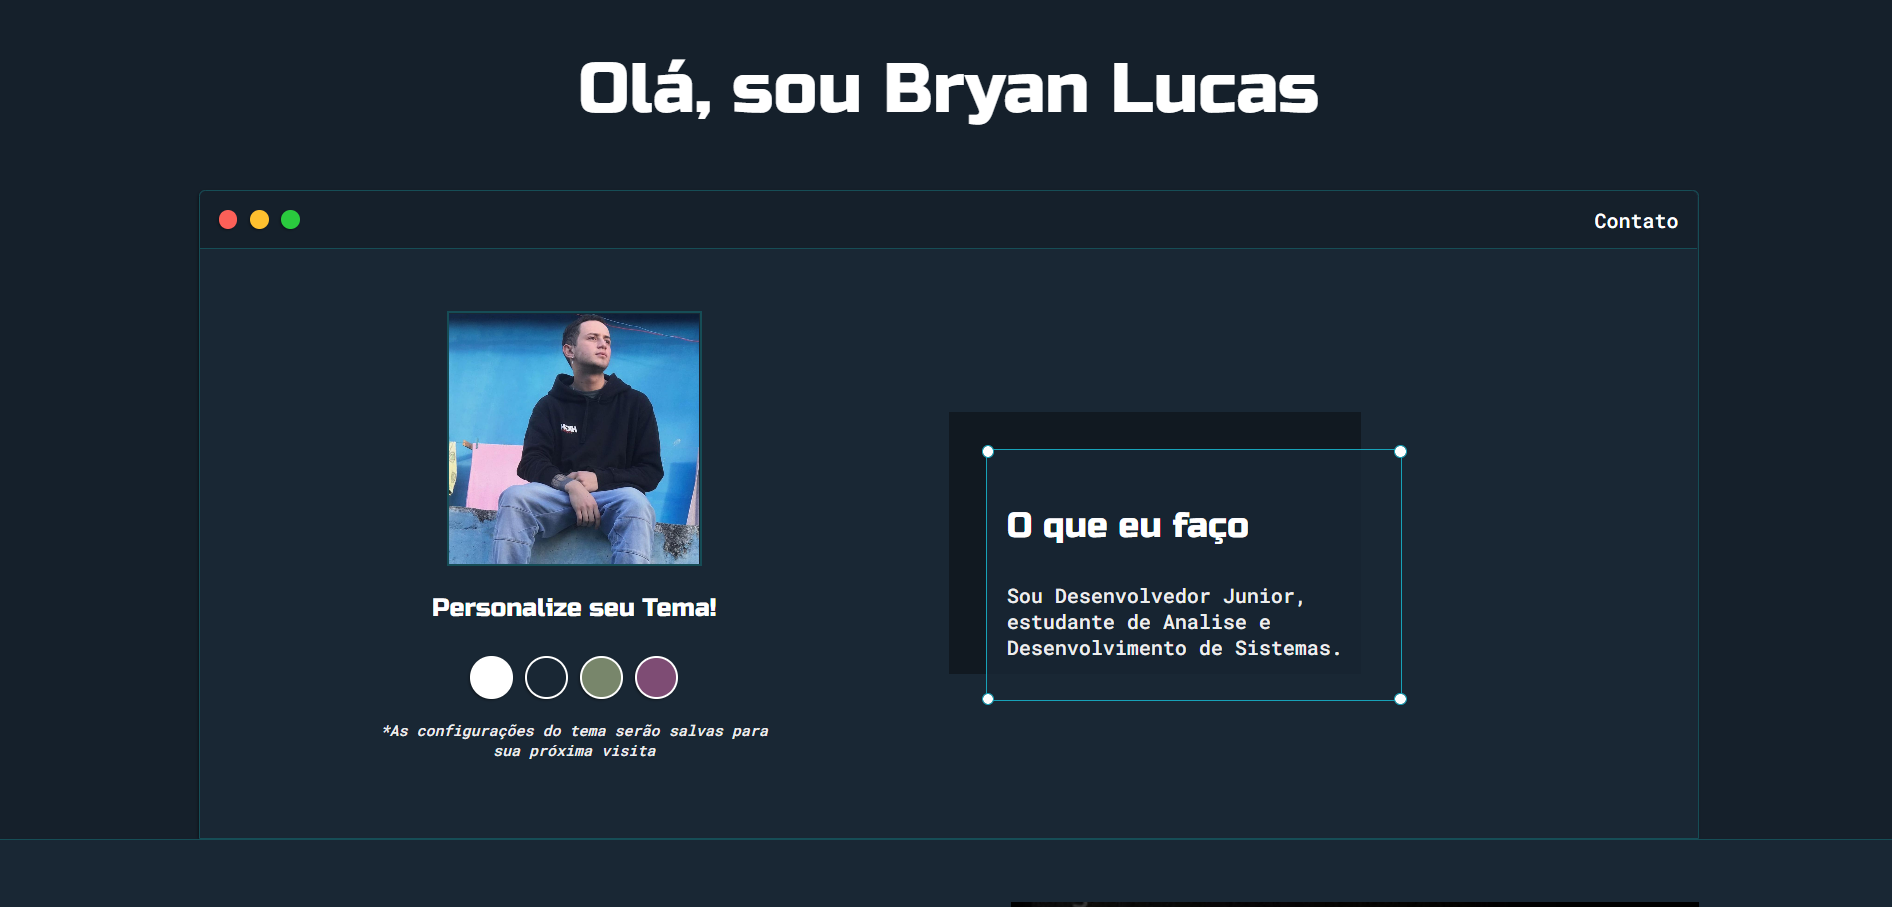 Olá, sou Bryan Lucas
Contato
Personalize seu Tema!
*As configurações do tema serão salvas para
sua próxima visita
O que eu faço
Sou Desenvolvedor Junior,
estudante de Analise e
Desenvolvimento de Sistemas.